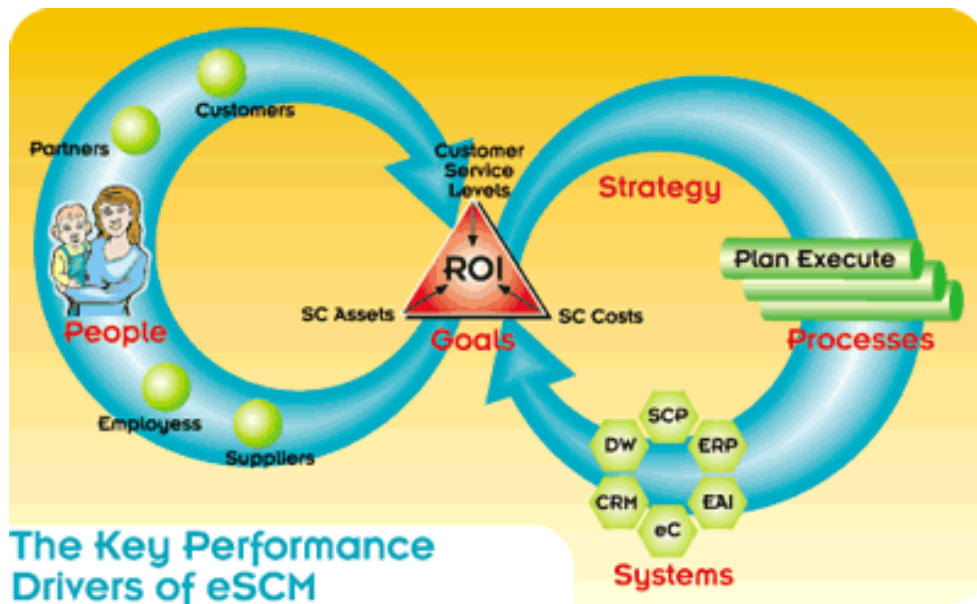 Customers
Partners
People
Employess
Suppliers
Customer
Service
Levels
ROI
SC Assets
SC Costs
Goals
Strategy
Plan Execute
Processes
SCP
DW
ERP
CRM
EAI
eC
Systems
The Key Performance
Drivers of eSCM